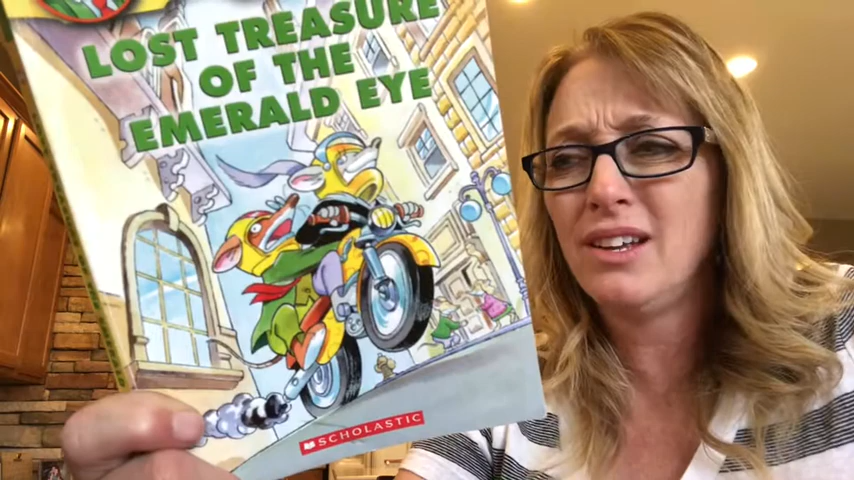 LOST TREASURE
OF THE
EMERALD EYE
SCHOLASTIC